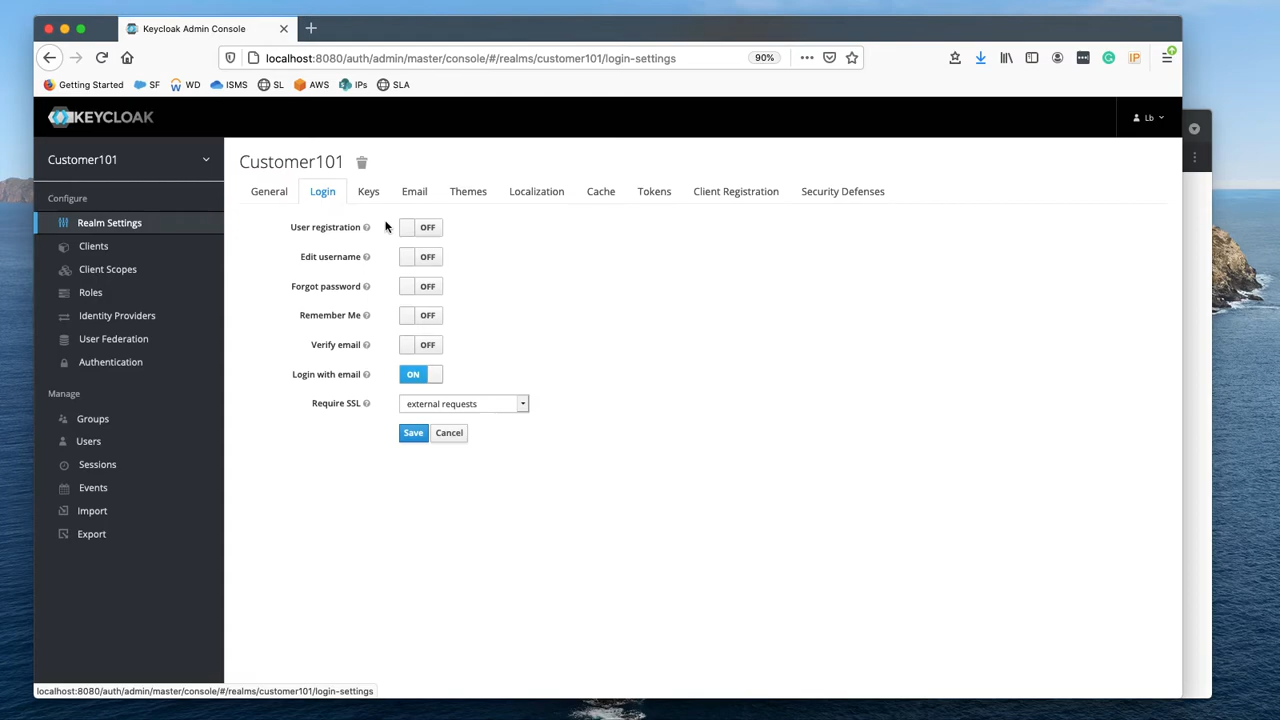 Keycloak Admin Console
localhost:8080/auth/admin/master/console/#/realms/customer101/login-settings
90%
Getting Started
SF
WD
ISMS
SL
AWS
IPs
SLA
IP
KEYCLOAK
Lb
Customer101
Configure
Realm Settings
Clients
Client Scopes
Roles
Identity Providers
User Federation
Authentication
Manage
Groups
Users
Sessions
Events
Import
Export
Customer101
General Login Keys Email Themes Localization Cache Tokens Client Registration Security Defenses
User registration OFF
Edit username OFF
Forgot password OFF
Remember Me OFF
Verify email OFF
Login with email ON
Require SSL external requests
Save Cancel
localhost:8080/auth/admin/master/console/#/realms/customer101/login-settings